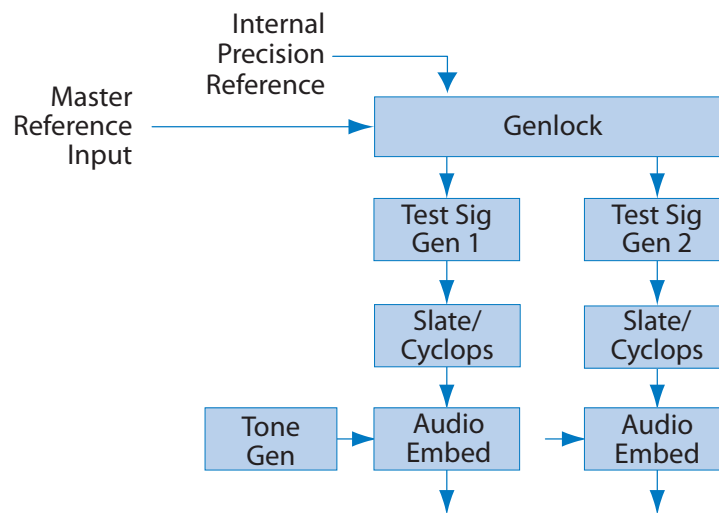 Internal
Precision
Reference
Master
Reference
Input
Genlock
Test Sig
Gen 1
Test Sig
Gen 2
Slate/
Cyclops
Slate/
Cyclops
Tone
Gen
Audio
Embed
Audio
Embed